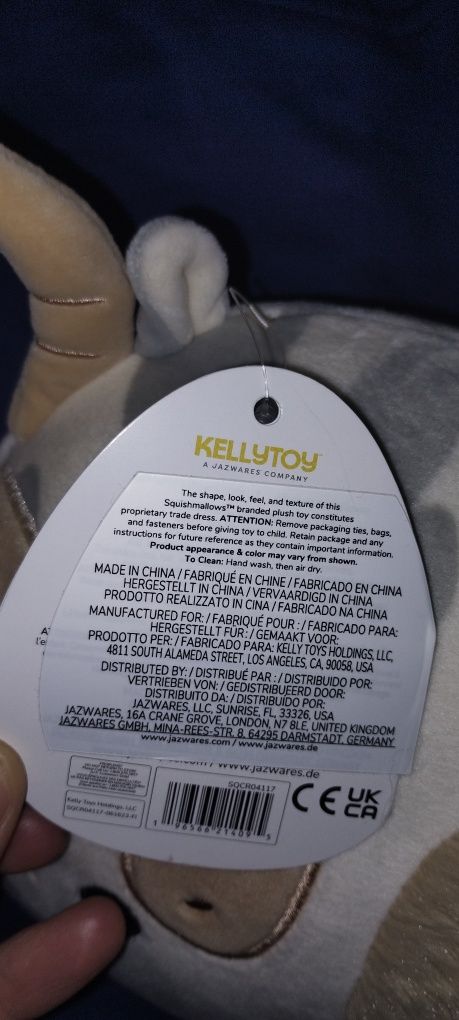 KELLYTOY
A JAZWARES COMPANY
The shape, look, feel, and texture of this
Squishmallows™ branded plush toy constitutes
proprietary trade dress. ATTENTION: Remove packaging ties, bags,
and fasteners before giving toy to child. Retain package and any
instructions for future reference as they contain important information.
Product appearance & color may vary from shown.
To Clean: Hand wash, then air dry.
MADE IN CHINA / FABRIQUÉ EN CHINE / FABRICADO EN CHINA
HERGESTELLT IN CHINA / VERVAARDIGD IN CHINA
PRODOTTO REALIZZATO IN CINA / FABRICADO NA CHINA
MANUFACTURED FOR: / FABRIQUÉ POUR : / FABRICADO PARA:
HERGESTELLT FÜR: / GEMAAKT VOOR:
PRODOTTO PER: / FABRICADO PARA: KELLY TOYS HOLDINGS, LLC,
4811 SOUTH ALAMEDA STREET, LOS ANGELES, CA, 90058, USA
DISTRIBUTED BY: / DISTRIBUÉ PAR : / DISTRIBUIDO POR:
VERTRIEBEN VON: / GEDISTRIBUEERD DOOR:
DISTRIBUITO DA: / DISTRIBUÍDO POR:
JAZWARES, LLC, SUNRISE, FL, 33326, USA
JAZWARES, 16A CRANE GROVE, LONDON, N7 8LE, UNITED KINGDOM
JAZWARES GMBH, MINA-REES-STR. 8, 64295 DARMSTADT, GERMANY
www.jazwares.com / www.jazwares.de
.com / www.jazwares.de
Kelly Toys Holdings, LLC
SQCR04117-061623-FI
SQCR04117
1 96566 21409 5
CE UK
CA